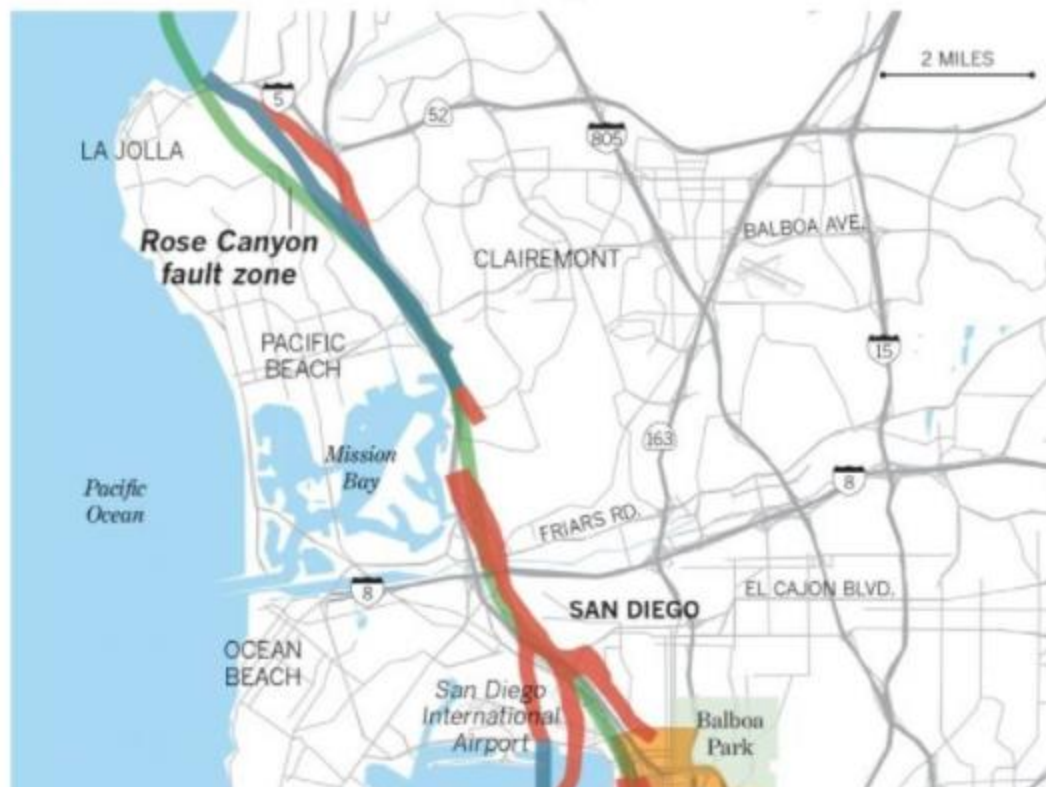 2 MILES
5
52
805
LA JOLLA
Rose Canyon
fault zone
BALBOA AVE.
CLAIREMONT
PACIFIC
BEACH
15
163
Mission
Bay
Pacific
Ocean
8
FRIARS RD.
8
EL CAJON BLVD.
SAN DIEGO
OCEAN
BEACH
San Diego
International
Airport
Balboa
Park